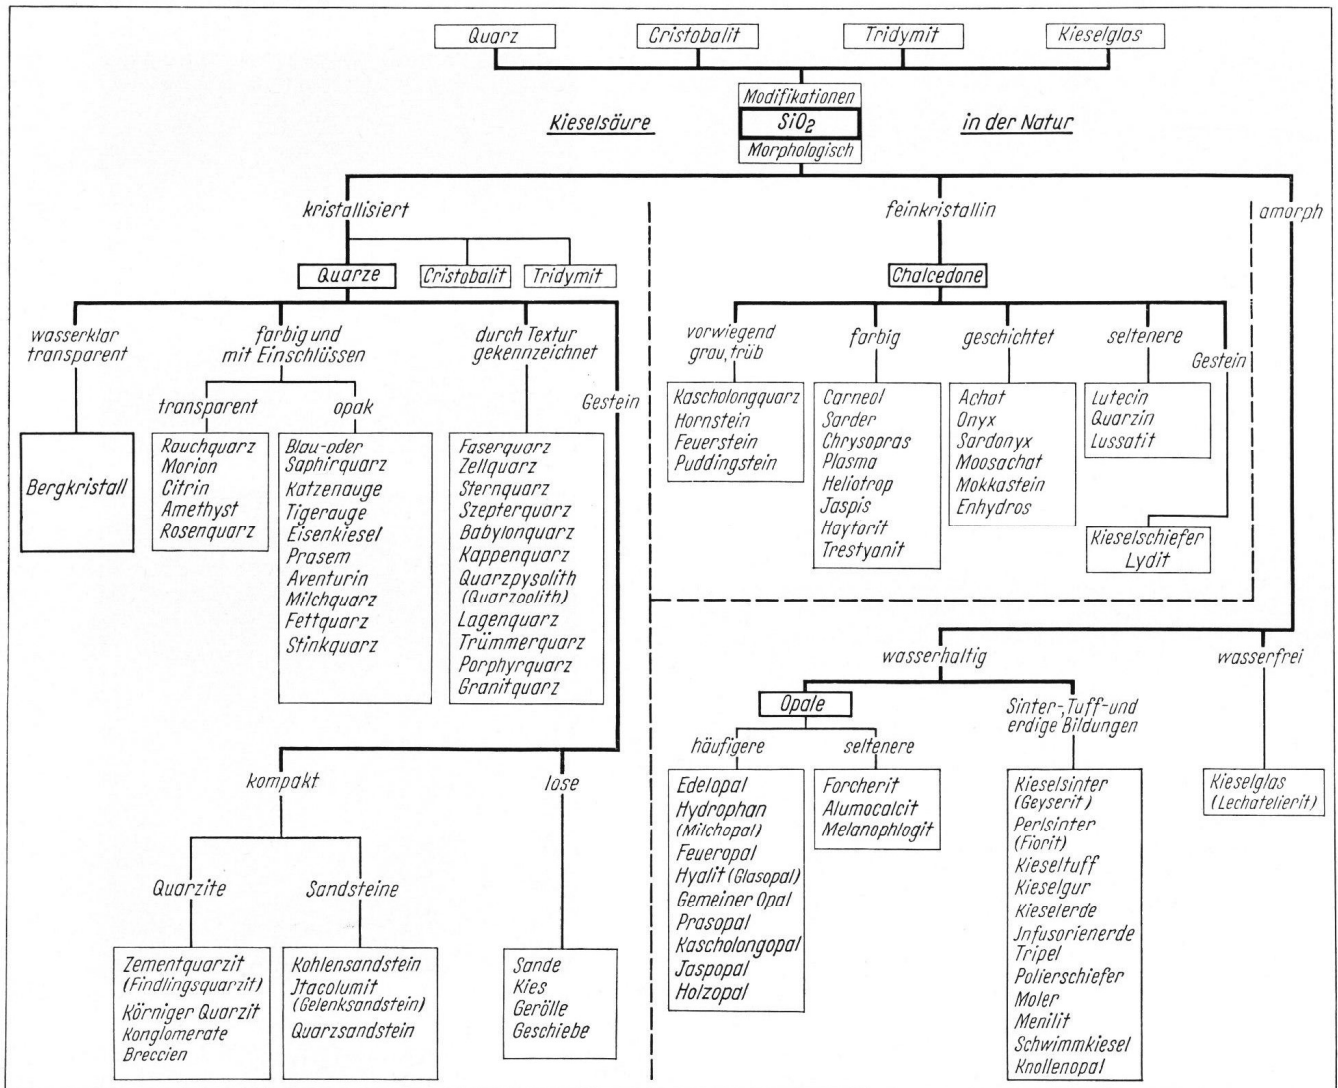 Quarz
Cristobalit
Tridymit
Kieselglas
Modifikationen
Kieselsäure
SiO2
in der Natur
Morphologisch
kristallisiert
feinkristallin
amorph
Quarze
Cristobalit
Tridymit
Chalcedone
wasserklar
transparent
farbig und
mit Einschlüssen
durch Textur
gekennzeichnet
Gestein
transparent
opak
Bergkristall
Rauchquarz
Morion
Citrin
Amethyst
Rosenquarz
Blau- oder
Saphirquarz
Katzenauge
Tigerauge
Eisenkiesel
Prasem
Aventurin
Milchquarz
Fettquarz
Stinkquarz
Faserquarz
Zellquarz
Sternquarz
Szepterquarz
Babylonquarz
Kappenquarz
Quarzpysolith
(Quarzoolith)
Lagenquarz
Trümmerquarz
Porphyrquarz
Granitquarz
kompakt
lose
Quarzite
Sandsteine
Zementquarzit
(Findlingsquarzit)
Körniger Quarzit
Konglomerate
Breccien
Kohlensandstein
Jtacolumit
(Gelenksandstein)
Quarzsandstein
Sande
Kies
Gerölle
Geschiebe
vorwiegend
grau, trüb
farbig
geschichtet
seltenere
Gestein
Kascholongquarz
Hornstein
Feuerstein
Puddingstein
Carneol
Sarder
Chrysopras
Plasma
Heliotrop
Jaspis
Haytorit
Trestyanit
Achat
Onyx
Sardonyx
Moosachat
Mokkastein
Enhydros
Lutecin
Quarzin
Lussatit
Kieselschiefer
Lydit
wasserhaltig
wasserfrei
Opale
Sinter-, Tuff- und
erdige Bildungen
häufigere
seltenere
Edelopal
Hydrophan
(Milchopal)
Feueropal
Hyalit (Glasopal)
Gemeiner Opal
Prasopal
Kascholongopal
Jaspopal
Holzopal
Forcherit
Alumocalcit
Melanophlogit
Kieselsinter
(Geyserit)
Perlsinter
(Fiorit)
Kieseltuff
Kieselgur
Kieselerde
Jnfusorienerde
Tripel
Polierschiefer
Moler
Menilit
Schwimmkiesel
Knollenopal
Kieselglas
(Lechatelierit)